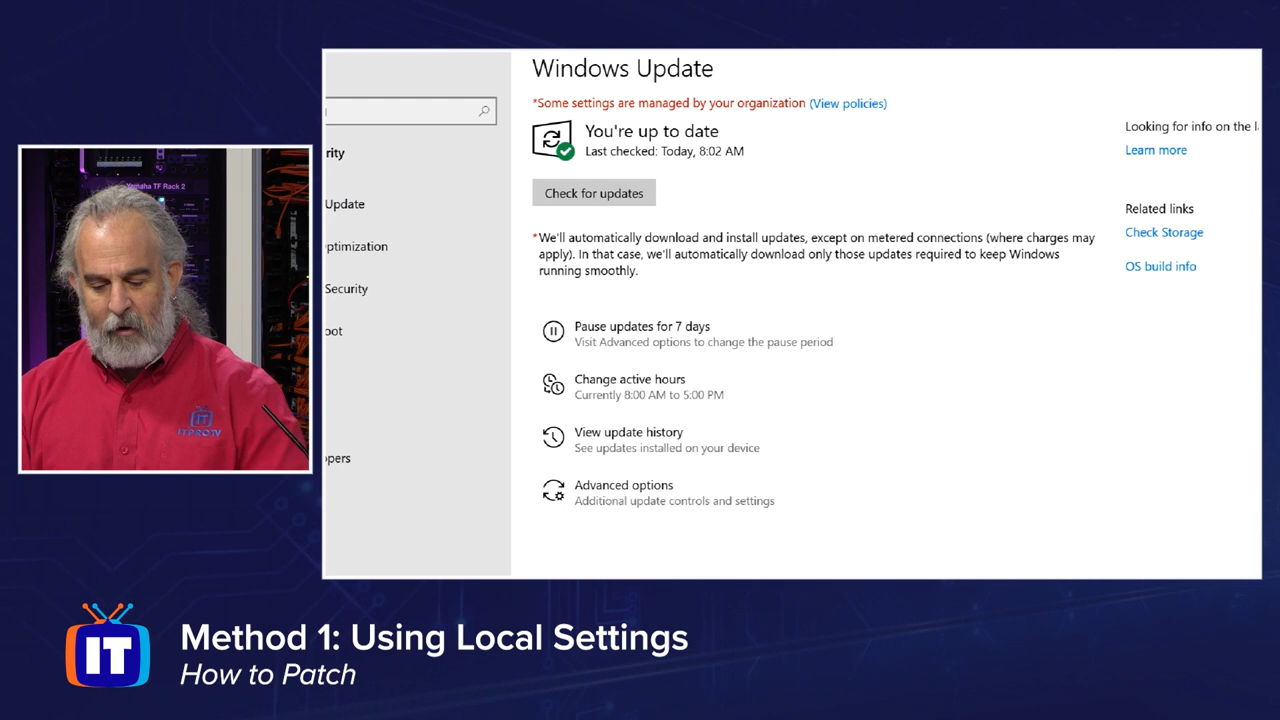 Windows Update
*Some settings are managed by your organization (View policies)
You're up to date
Last checked: Today, 8:02 AM
Check for updates
*We'll automatically download and install updates, except on metered connections (where charges may
apply). In that case, we'll automatically download only those updates required to keep Windows
running smoothly.
Pause updates for 7 days
Visit Advanced options to change the pause period
Change active hours
Currently 8:00 AM to 5:00 PM
View update history
See updates installed on your device
Advanced options
Additional update controls and settings
Looking for info on the l
Learn more
Related links
Check Storage
OS build info
rity
Update
ptimization
Security
oot
pers
Yamaha TF Rack 2
IT
ITPROTV
IT
Method 1: Using Local Settings
How to Patch